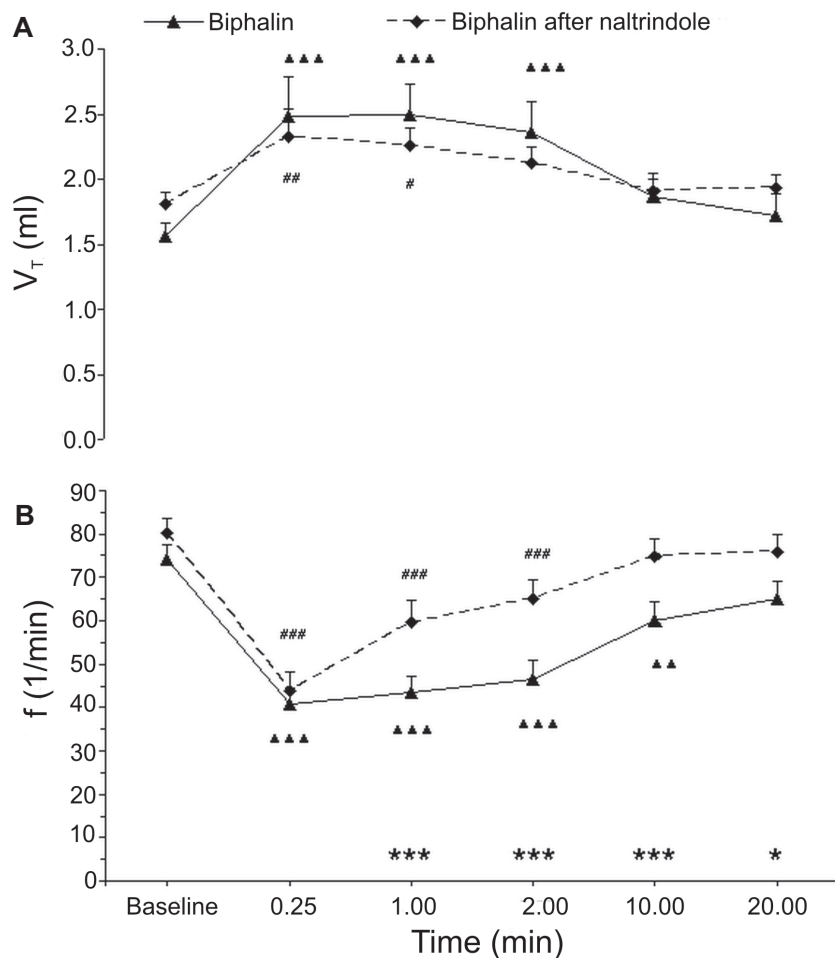 A
Biphalin
Biphalin after naltrindole
3.0
▲▲▲ ▲▲▲ ▲▲▲
2.5
## #
2.0
1.5
1.0
0.5
0.0
V_T (ml)
B
90
80
70
60
50
40
30
20
10
0
f (1/min)
### ### ###
▲▲
▲▲▲ ▲▲▲ ▲▲▲
*** *** *** *
Baseline 0.25 1.00 2:00 10.00 20.00
Time (min)